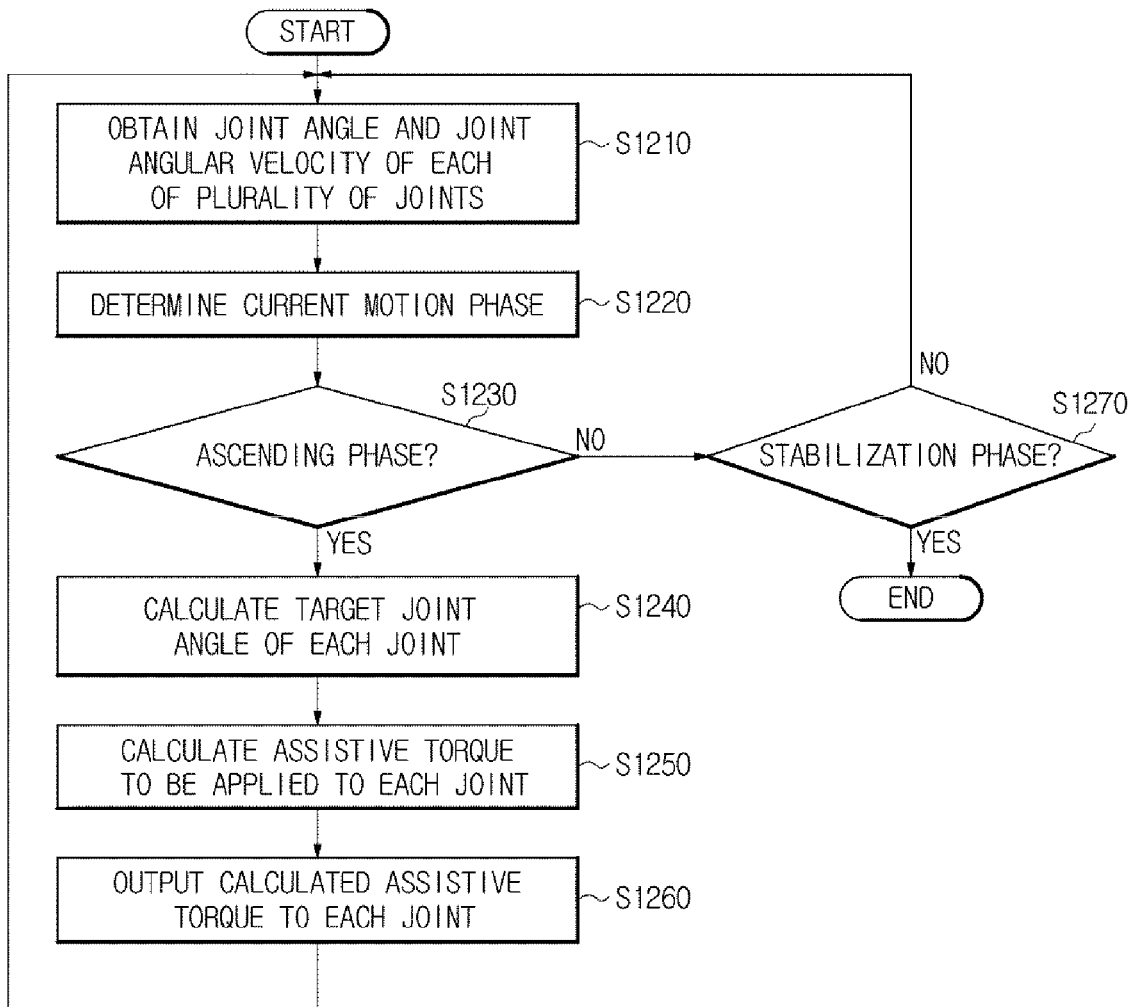 START
OBTAIN JOINT ANGLE AND JOINT
ANGULAR VELOCITY OF EACH
OF PLURALITY OF JOINTS
S1210
DETERMINE CURRENT MOTION PHASE
S1220
ASCENDING PHASE?
S1230
NO
YES
STABILIZATION PHASE?
S1270
NO
YES
END
CALCULATE TARGET JOINT
ANGLE OF EACH JOINT
S1240
CALCULATE ASSISTIVE TORQUE
TO BE APPLIED TO EACH JOINT
S1250
OUTPUT CALCULATED ASSISTIVE
TORQUE TO EACH JOINT
S1260